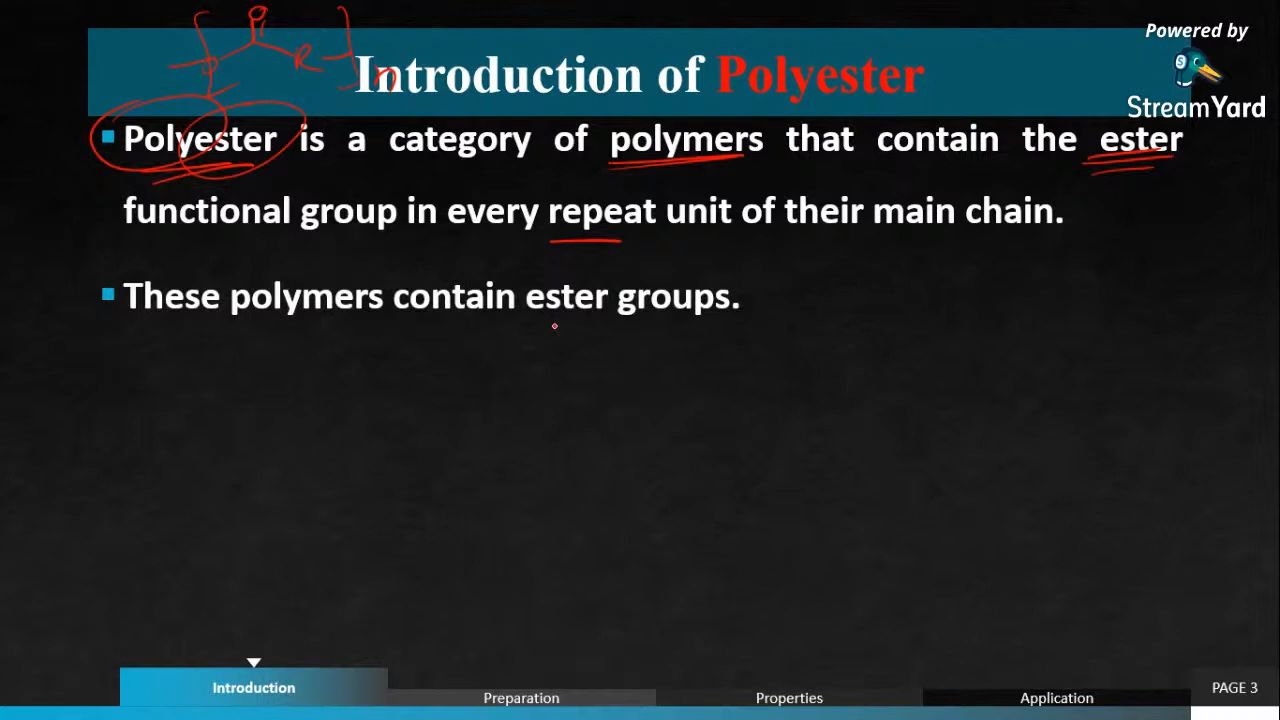 Powered by
StreamYard
O
O
R
n
Introduction of Polyester
Polyester is a category of polymers that contain the ester
functional group in every repeat unit of their main chain.
These polymers contain ester groups.
Introduction
Preparation
Properties
Application
PAGE 3